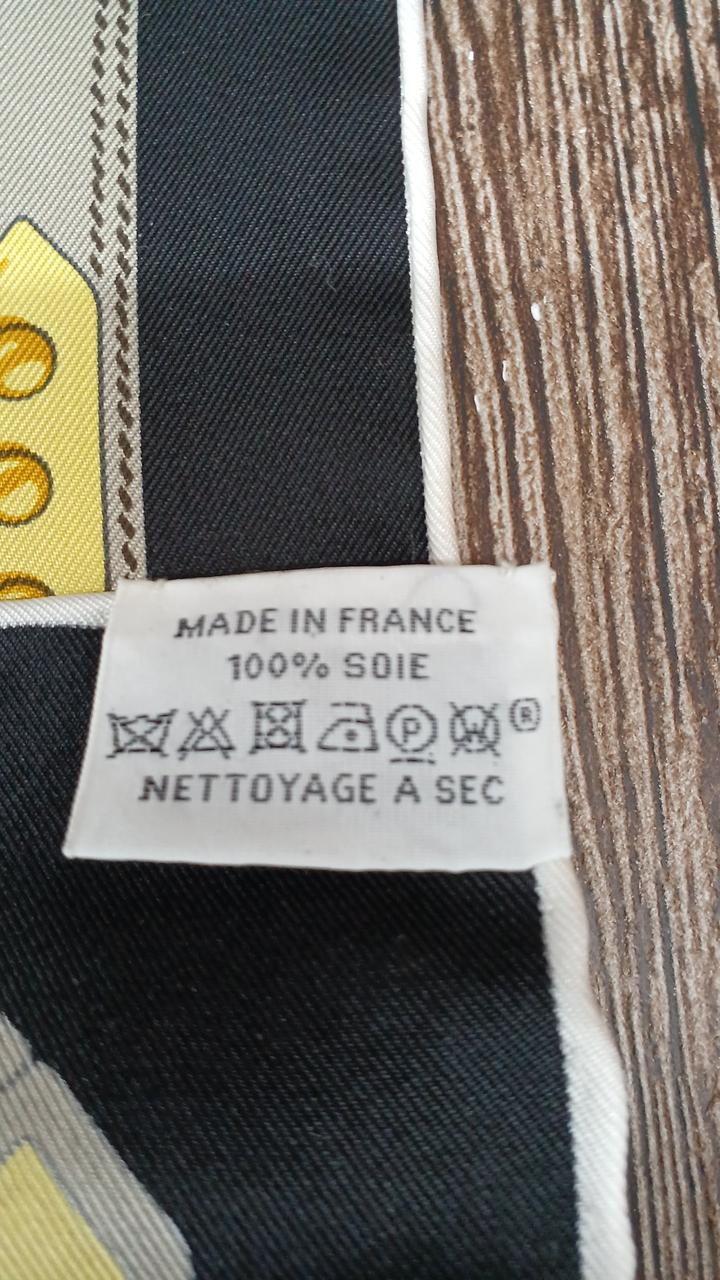 MADE IN FRANCE
100% SOIE
P W ®
NETTOYAGE A SEC